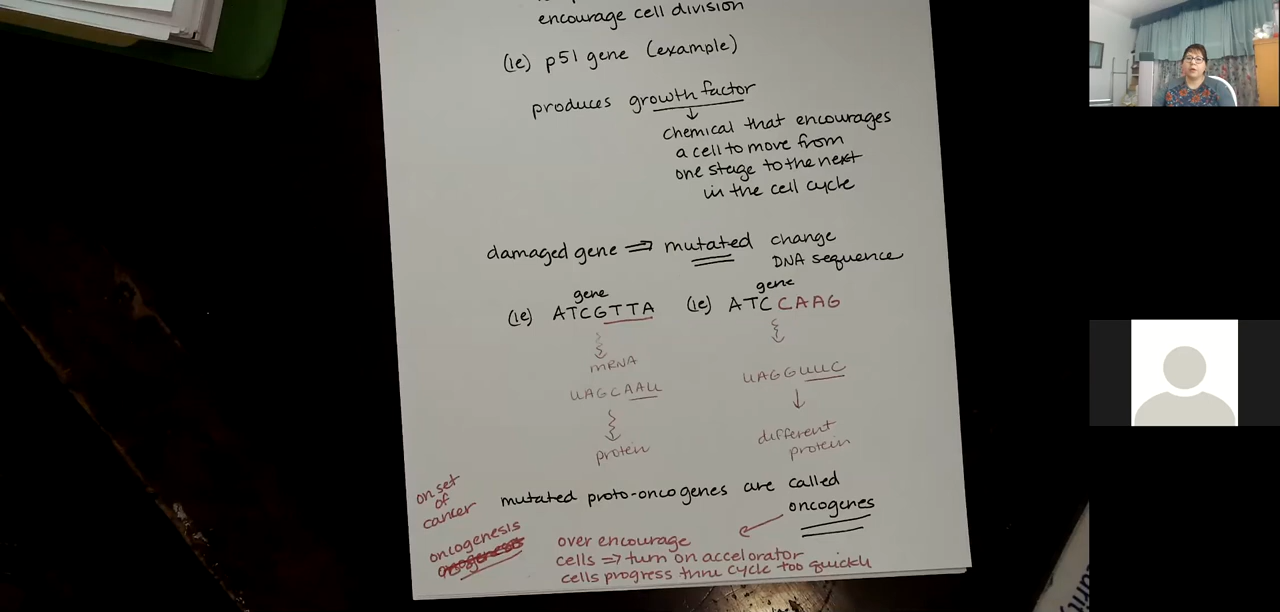 encourage cell division
(ie) p51 gene (example)
produces growth factor
chemical that encourages
a cell to move from
one stage to the next
in the cell cycle
damaged gene ⇒ mutated change
DNA sequence
gene gene
(ie) ATCGTTA (ie) ATCCAAG
mRNA
UAGCAAU UAGGUUC
protein different
protein
mutated proto-oncogenes are called
oncogenes
onset
of
cancer
oncogenesis
over encourage
cells ⇒ turn on accelorator
cells progress thru cycle too quickly